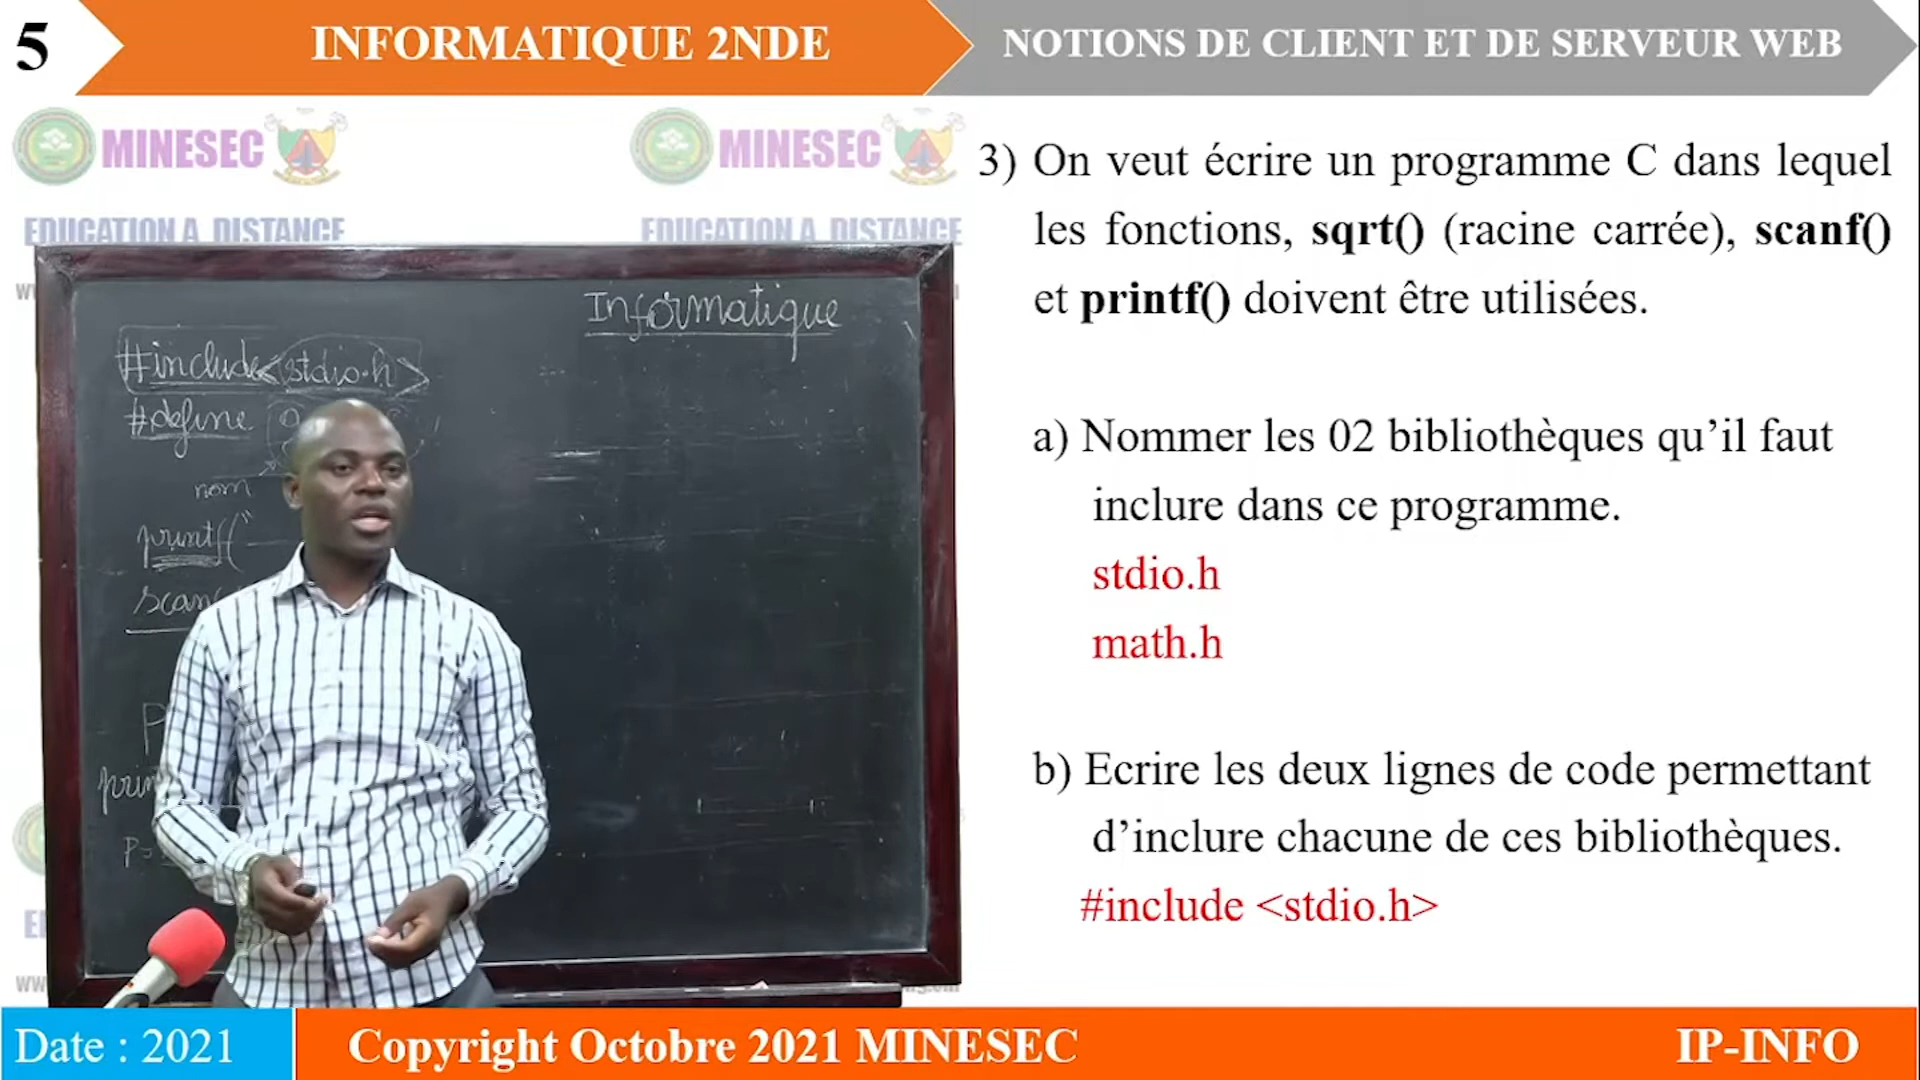 5
INFORMATIQUE 2NDE
NOTIONS DE CLIENT ET DE SERVEUR WEB
MINESEC
MINESEC
EDUCATION A DISTANCE
EDUCATION A DISTANCE
Informatique
#include<stdio.h>
#define
nom
printf("
3) On veut écrire un programme C dans lequel
les fonctions, sqrt() (racine carrée), scanf()
et printf() doivent être utilisées.
a) Nommer les 02 bibliothèques qu’il faut
inclure dans ce programme.
stdio.h
math.h
b) Ecrire les deux lignes de code permettant
d’inclure chacune de ces bibliothèques.
#include <stdio.h>
Date : 2021
Copyright Octobre 2021 MINESEC
IP-INFO